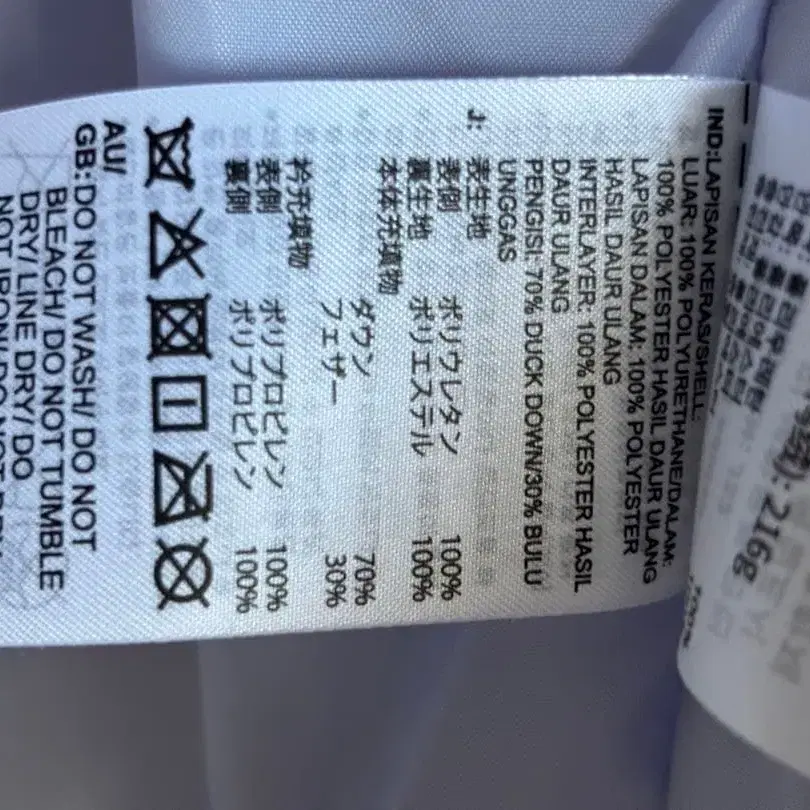 IND:LAPISAN KERAS/SHELL:
LUAR: 100% POLYURETHANE/DALAM:
100% POLYESTER HASIL DAUR ULANG
LAPISAN DALAM: 100% POLYESTER
HASIL DAUR ULANG
INTERLAYER: 100% POLYESTER HASIL
DAUR ULANG
PENGISI: 70% DUCK DOWN/30% BULU
UNGGAS
J: 表生地
表側 ポリウレタン 100%
裏生地 ポリエステル 100%
本体充填物
ダウン 70%
フェザー 30%
衿充填物
表側 ポリプロピレン 100%
裏側 ポリプロピレン 100%
AU/
GB:DO NOT WASH/ DO NOT
BLEACH/ DO NOT TUMBLE
DRY/ LINE DRY/ DO
NOT IRON/ DO NOT DRY
216g